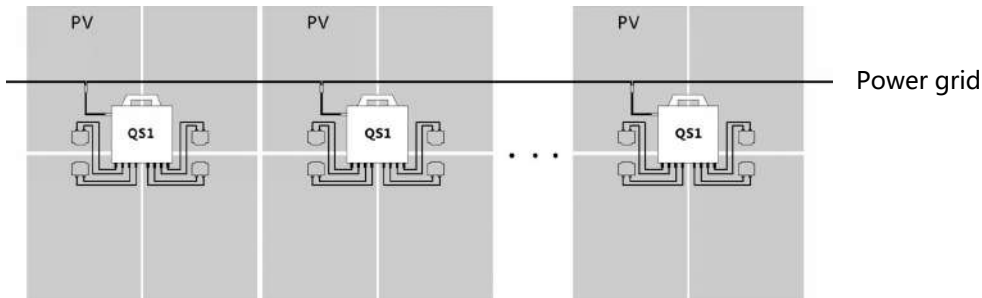 PV PV PV
Power grid
QS1 QS1 QS1
. . .